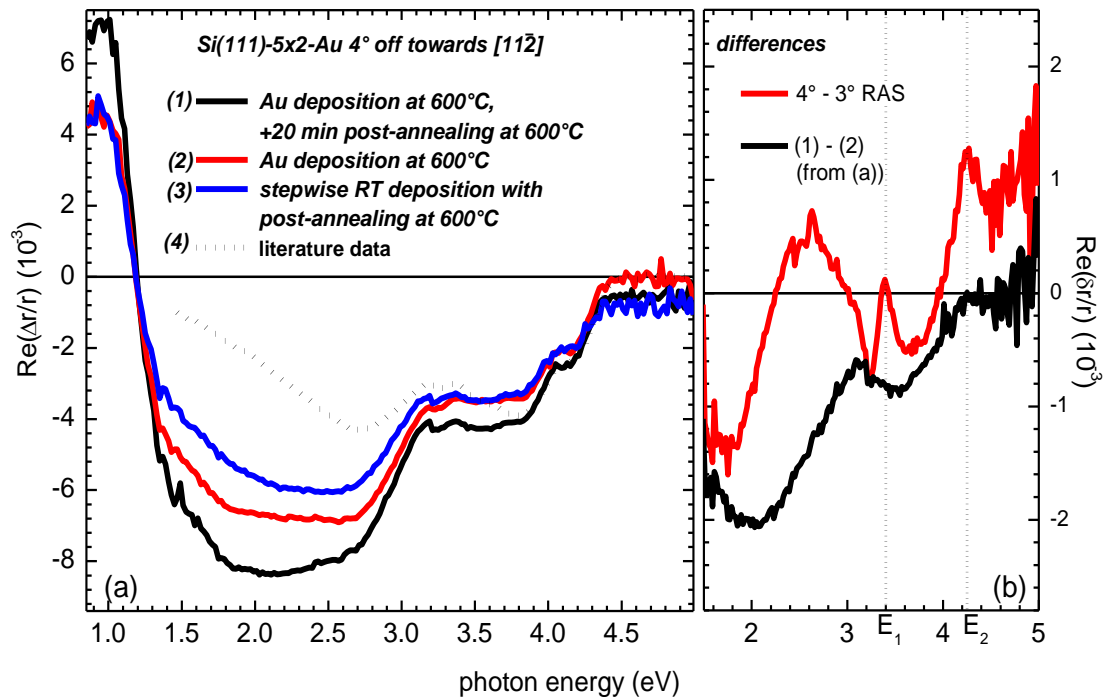 Si(111)-5x2-Au 4° off towards [112̄]
(1) Au deposition at 600°C,
+20 min post-annealing at 600°C
(2) Au deposition at 600°C
(3) stepwise RT deposition with
post-annealing at 600°C
(4) literature data
Re(Δr/r) (10⁻³)
6
4
2
0
-2
-4
-6
-8
(a)
1.0 1.5 2.0 2.5 3.0 3.5 4.0 4.5
differences
4° - 3° RAS
(1) - (2)
(from (a))
2
1
0
-1
-2
Re(δr/r) (10⁻³)
(b)
2 3 E₁ 4 E₂ 5
photon energy (eV)